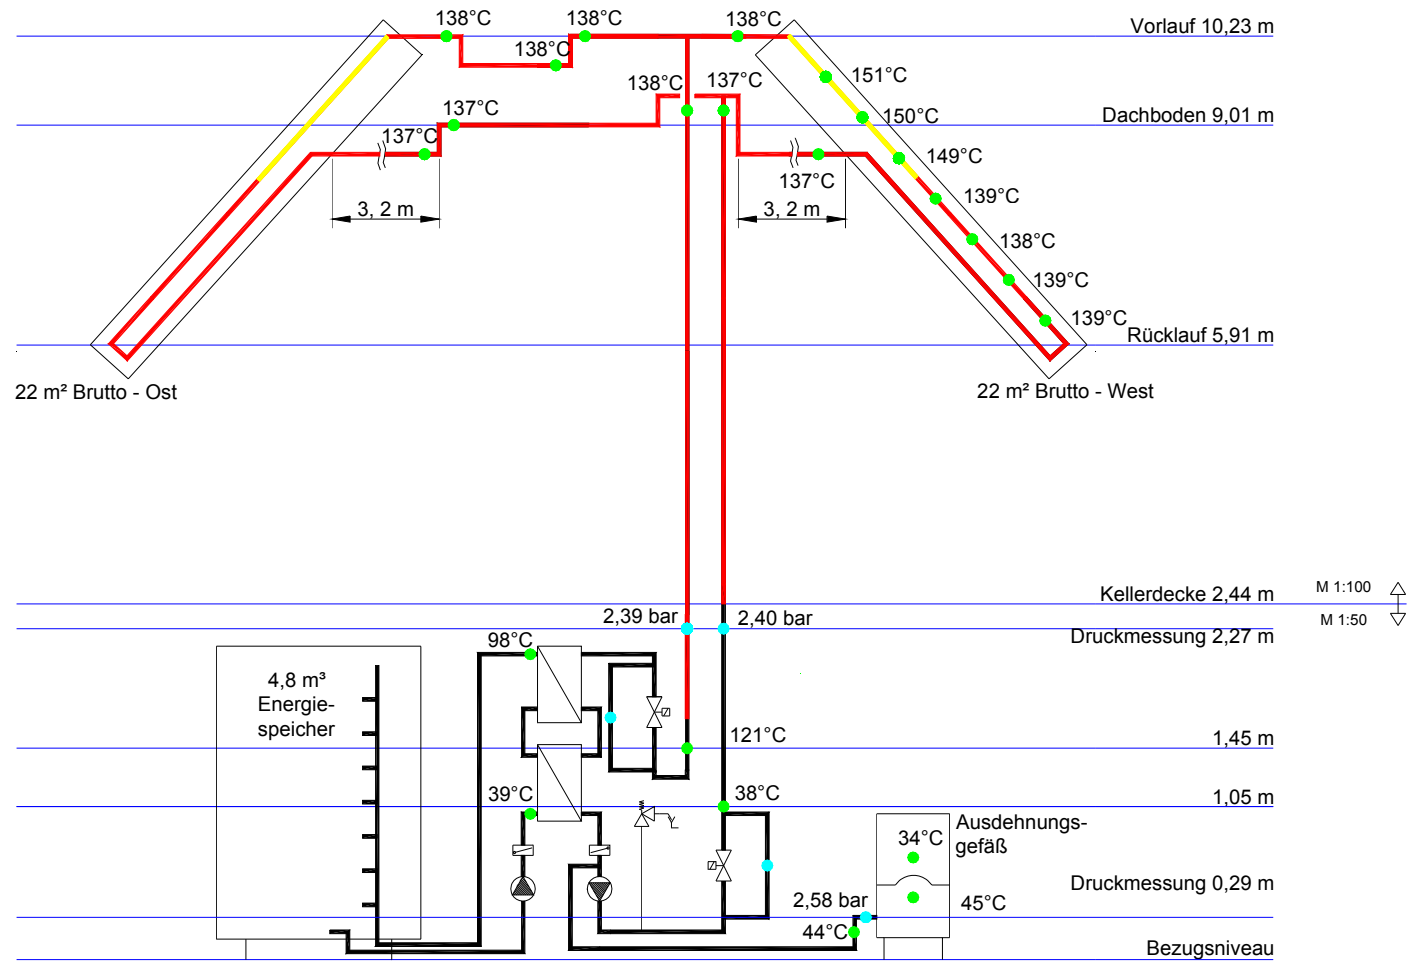 138°C
138°C
138°C
Vorlauf 10,23 m
138°C
151°C
138°C
137°C
137°C
150°C
Dachboden 9,01 m
137°C
149°C
137°C
139°C
3, 2 m
3, 2 m
138°C
139°C
139°C
Rücklauf 5,91 m
22 m² Brutto - Ost
22 m² Brutto - West
Kellerdecke 2,44 m
M 1:100
M 1:50
2,39 bar
2,40 bar
Druckmessung 2,27 m
98°C
4,8 m³
Energie-
speicher
121°C
1,45 m
39°C
38°C
1,05 m
Ausdehnungs-
gefäß
34°C
Druckmessung 0,29 m
2,58 bar
45°C
44°C
Bezugsniveau